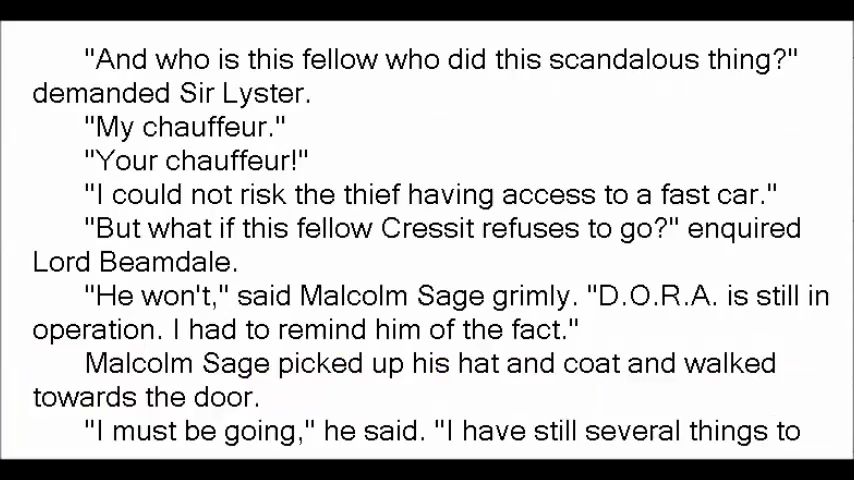 "And who is this fellow who did this scandalous thing?"
demanded Sir Lyster.
"My chauffeur."
"Your chauffeur!"
"I could not risk the thief having access to a fast car."
"But what if this fellow Cressit refuses to go?" enquired
Lord Beamdale.
"He won't," said Malcolm Sage grimly. "D.O.R.A. is still in
operation. I had to remind him of the fact."
Malcolm Sage picked up his hat and coat and walked
towards the door.
"I must be going," he said. "I have still several things to